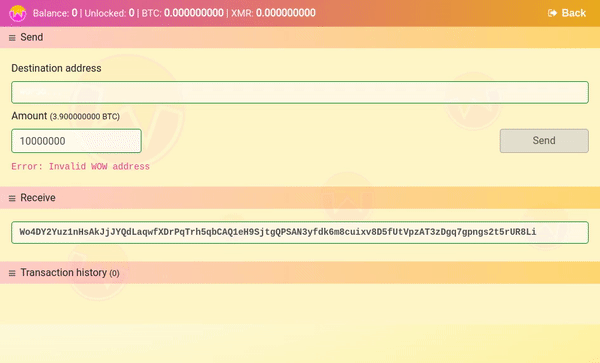 Balance: 0 | Unlocked: 0 | BTC: 0.000000000 | XMR: 0.000000000 Back
Send
Destination address
Amount (3.900000000 BTC)
10000000 Send
Error: Invalid WOW address
Receive
Wo4DY2Yuz1nHsAkJjJYQdLaqwfXDrPqTrh5qbCAQ1eH9SjtgQPSAN3yfdk6m8cuixv8D5fUtVpzAT3zDgq7gpngs2t5rUR8Li
Transaction history (0)